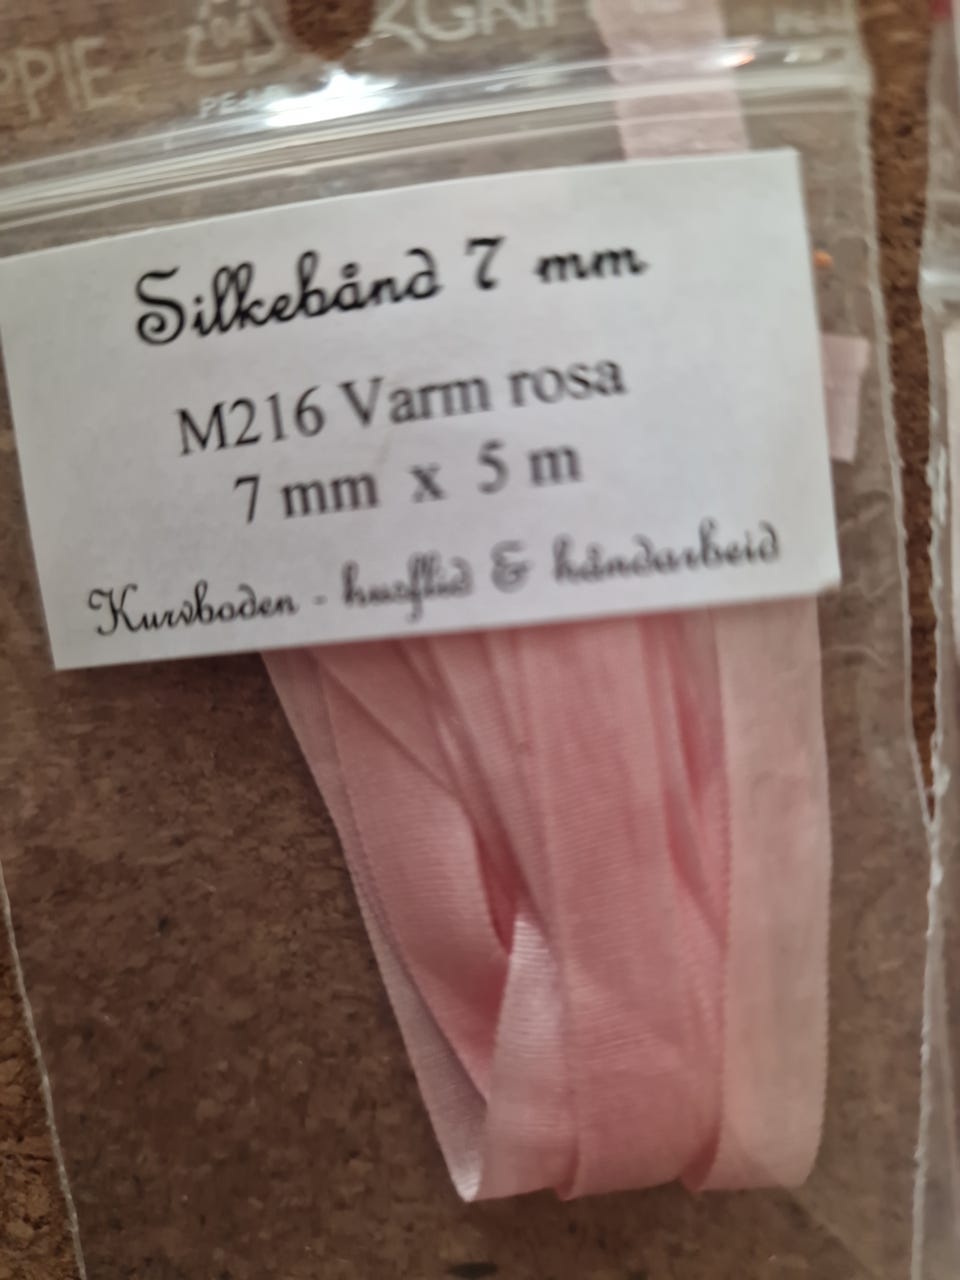 Silkebånd 7 mm
M216 Varm rosa
7 mm x 5 m
Kurvboden - husflid & håndarbeid